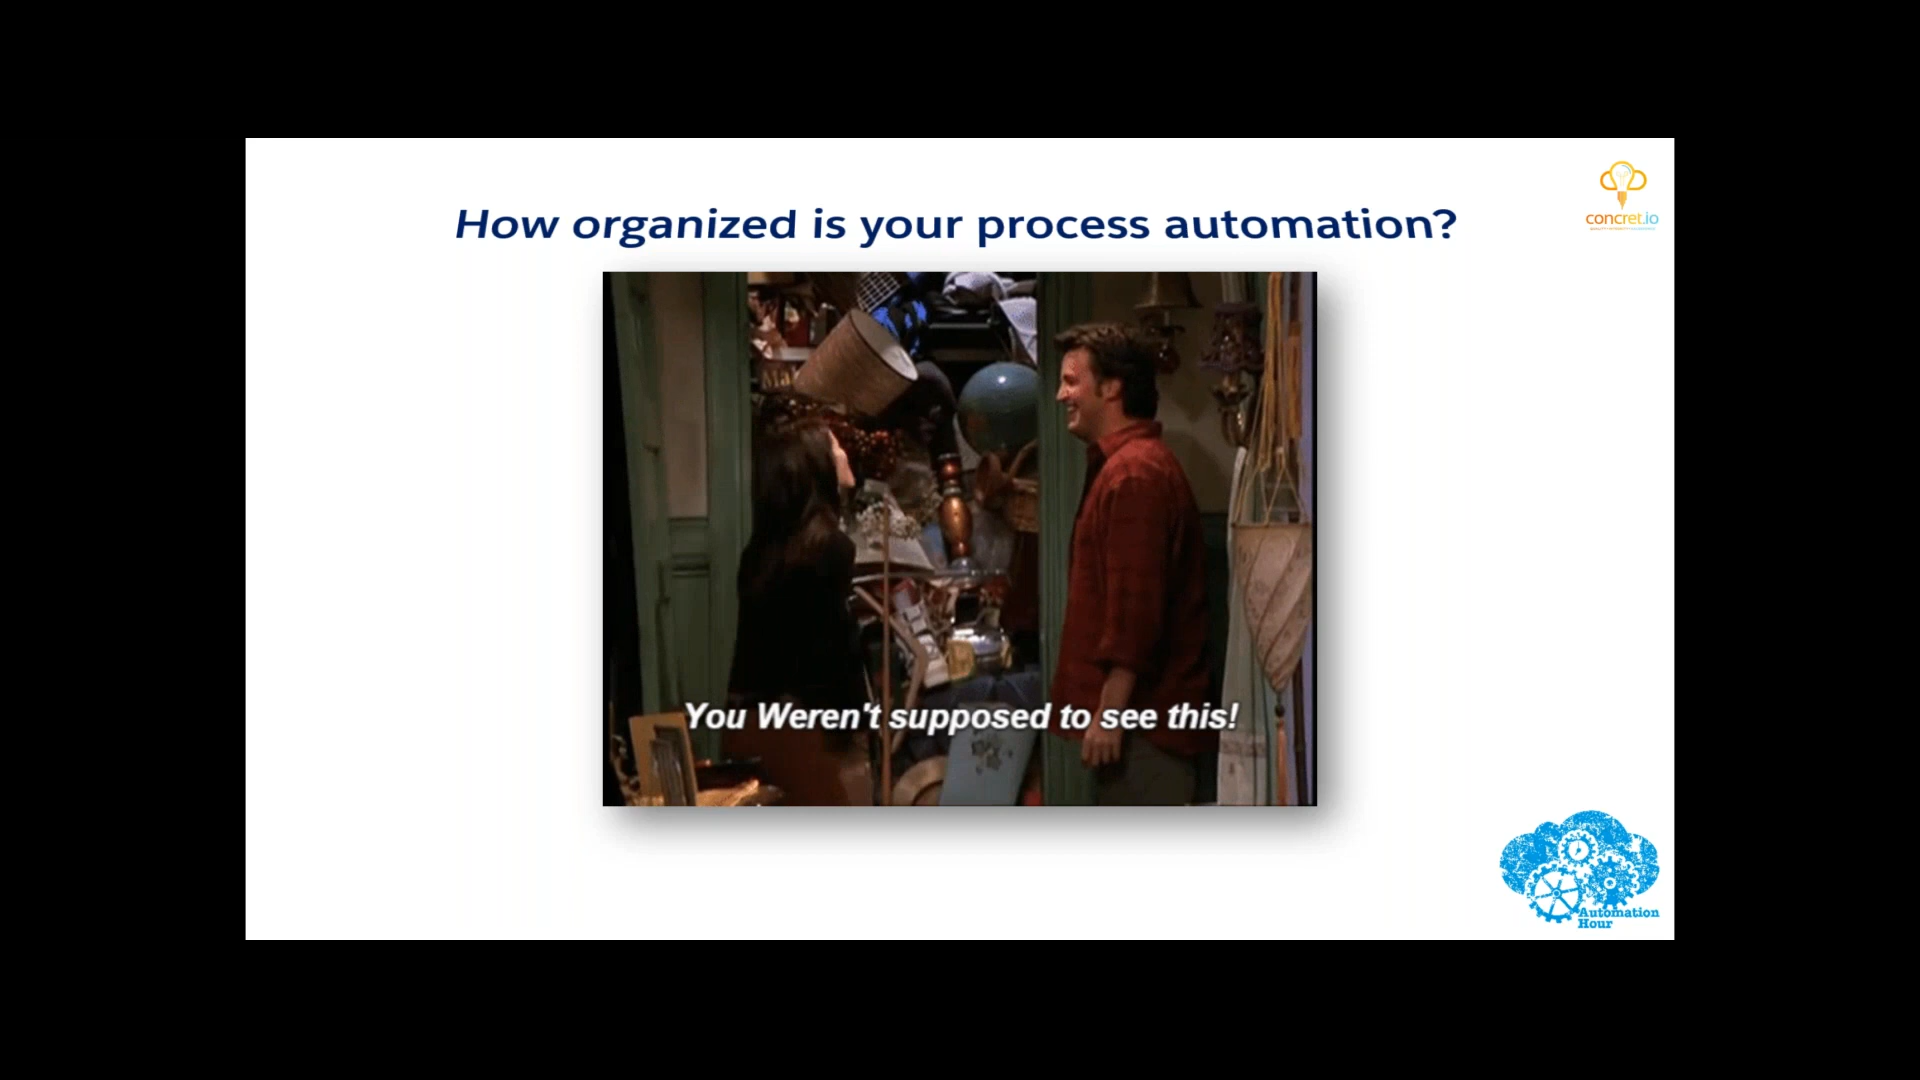 How organized is your process automation?
concret.io
You Weren't supposed to see this!
Automation
Hour